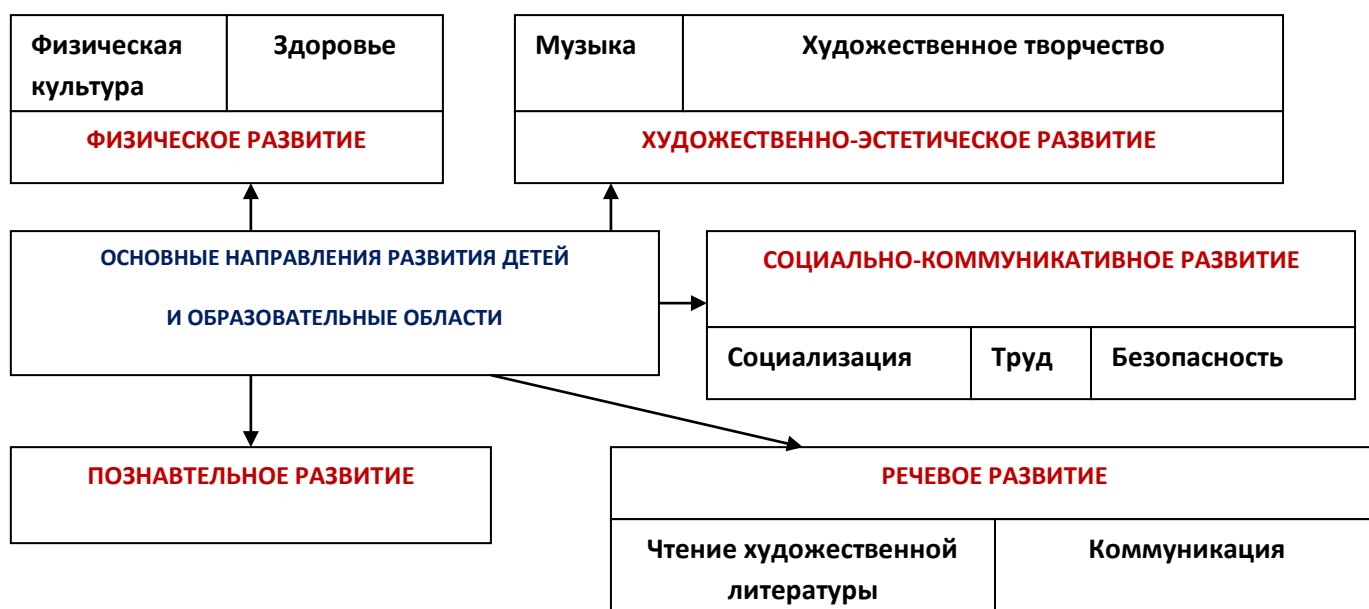 Физическая
культура
Здоровье
Музыка
Художественное творчество
ФИЗИЧЕСКОЕ РАЗВИТИЕ
ХУДОЖЕСТВЕННО-ЭСТЕТИЧЕСКОЕ РАЗВИТИЕ
ОСНОВНЫЕ НАПРАВЛЕНИЯ РАЗВИТИЯ ДЕТЕЙ
И ОБРАЗОВАТЕЛЬНЫЕ ОБЛАСТИ
СОЦИАЛЬНО-КОММУНИКАТИВНОЕ РАЗВИТИЕ
Социализация
Труд
Безопасность
ПОЗНАВТЕЛЬНОЕ РАЗВИТИЕ
РЕЧЕВОЕ РАЗВИТИЕ
Чтение художественной
литературы
Коммуникация